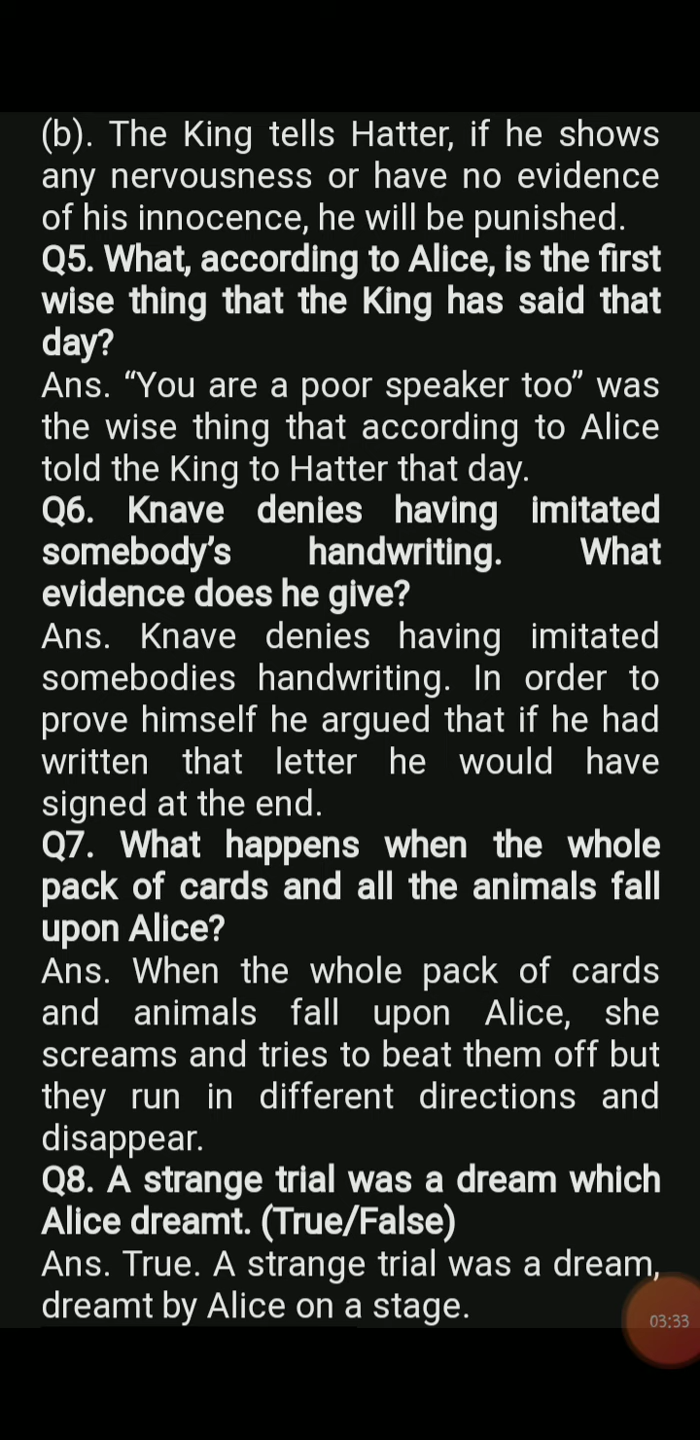 (b). The King tells Hatter, if he shows
any nervousness or have no evidence
of his innocence, he will be punished.
Q5. What, according to Alice, is the first
wise thing that the King has said that
day?
Ans. “You are a poor speaker too” was
the wise thing that according to Alice
told the King to Hatter that day.
Q6. Knave denies having imitated
somebody's handwriting. What
evidence does he give?
Ans. Knave denies having imitated
somebodies handwriting. In order to
prove himself he argued that if he had
written that letter he would have
signed at the end.
Q7. What happens when the whole
pack of cards and all the animals fall
upon Alice?
Ans. When the whole pack of cards
and animals fall upon Alice, she
screams and tries to beat them off but
they run in different directions and
disappear.
Q8. A strange trial was a dream which
Alice dreamt. (True/False)
Ans. True. A strange trial was a dream,
dreamt by Alice on a stage.
03:33